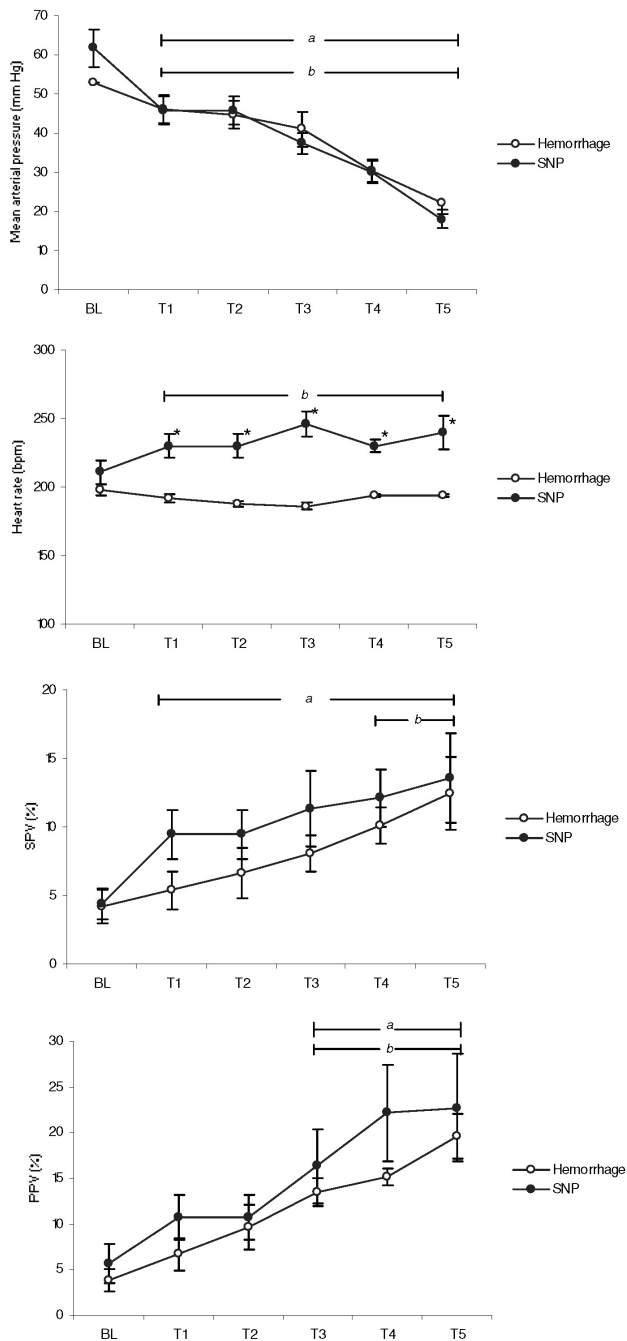 70
60
50
40
30
20
10
0
Mean arterial pressure (mm Hg)
a
b
Hemorrhage
SNP
BL T1 T2 T3 T4 T5
300
250
200
150
100
Heart rate (bpm)
b
* * * * *
Hemorrhage
SNP
BL T1 T2 T3 T4 T5
20
15
10
5
0
SPV (%)
a
b
Hemorrhage
SNP
BL T1 T2 T3 T4 T5
30
25
20
15
10
5
0
PPV (%)
a
b
Hemorrhage
SNP
BL T1 T2 T3 T4 T5